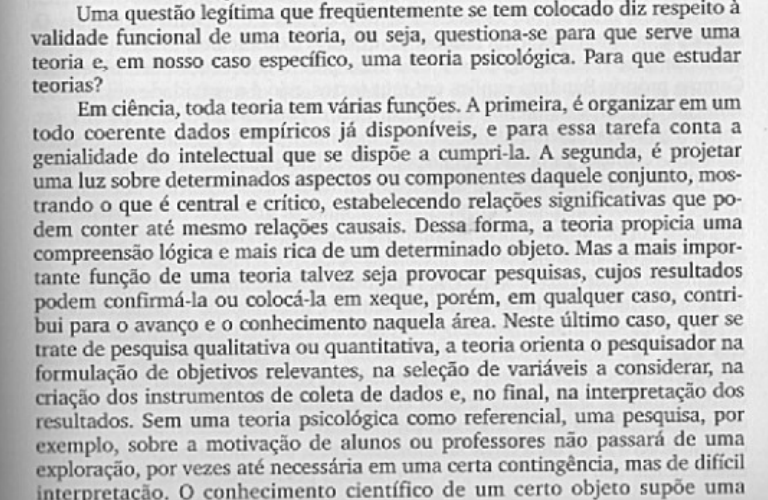 Uma questão legítima que freqüentemente se tem colocado diz respeito à
validade funcional de uma teoria, ou seja, questiona-se para que serve uma
teoria e, em nosso caso específico, uma teoria psicológica. Para que estudar
teorias?
Em ciência, toda teoria tem várias funções. A primeira, é organizar em um
todo coerente dados empíricos já disponíveis, e para essa tarefa conta a
genialidade do intelectual que se dispõe a cumpri-la. A segunda, é projetar
uma luz sobre determinados aspectos ou componentes daquele conjunto, mos-
trando o que é central e crítico, estabelecendo relações significativas que po-
dem conter até mesmo relações causais. Dessa forma, a teoria propicia uma
compreensão lógica e mais rica de um determinado objeto. Mas a mais impor-
tante função de uma teoria talvez seja provocar pesquisas, cujos resultados
podem confirmá-la ou colocá-la em xeque, porém, em qualquer caso, contri-
bui para o avanço e o conhecimento naquela área. Neste último caso, quer se
trate de pesquisa qualitativa ou quantitativa, a teoria orienta o pesquisador na
formulação de objetivos relevantes, na seleção de variáveis a considerar, na
criação dos instrumentos de coleta de dados e, no final, na interpretação dos
resultados. Sem uma teoria psicológica como referencial, uma pesquisa, por
exemplo, sobre a motivação de alunos ou professores não passará de uma
exploração, por vezes até necessária em uma certa contingência, mas de difícil
interpretação. O conhecimento científico de um certo objeto supõe uma